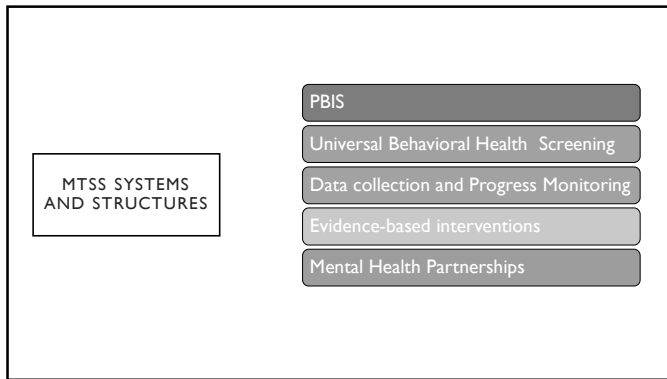 MTSS SYSTEMS
AND STRUCTURES
PBIS
Universal Behavioral Health Screening
Data collection and Progress Monitoring
Evidence-based interventions
Mental Health Partnerships